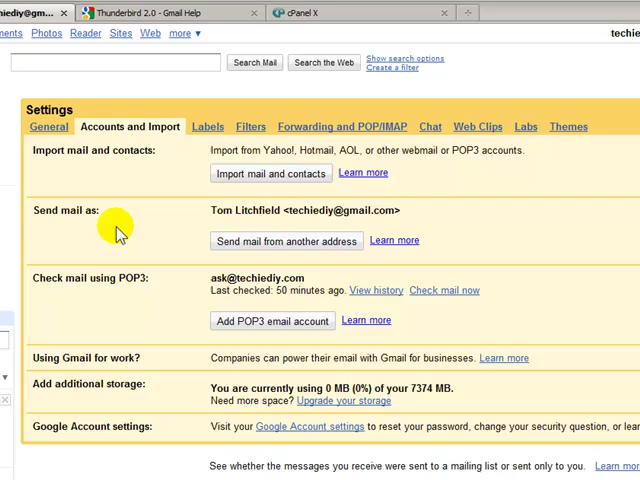 hiediy@gm...
Thunderbird 2.0 - Gmail Help
cPanel X
ments Photos Reader Sites Web more ▼ techie
Search Mail Search the Web Show search options
Create a filter
Settings
General Accounts and Import Labels Filters Forwarding and POP/IMAP Chat Web Clips Labs Themes
Import mail and contacts: Import from Yahoo!, Hotmail, AOL, or other webmail or POP3 accounts.
Import mail and contacts Learn more
Send mail as: Tom Litchfield <techiediy@gmail.com>
Send mail from another address Learn more
Check mail using POP3: ask@techiediy.com
Last checked: 50 minutes ago. View history Check mail now
Add POP3 email account Learn more
Using Gmail for work? Companies can power their email with Gmail for businesses. Learn more
Add additional storage: You are currently using 0 MB (0%) of your 7374 MB.
Need more space? Upgrade your storage
Google Account settings: Visit your Google Account settings to reset your password, change your security question, or lear
See whether the messages you receive were sent to a mailing list or sent only to you. Learn mor